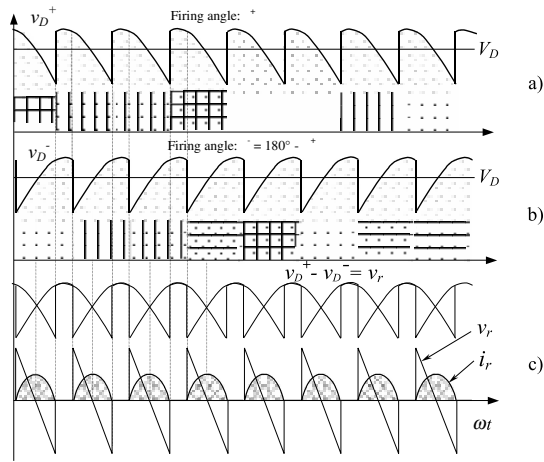 v_D^+
Firing angle: +
V_D
a)
v_D^-
Firing angle: - = 180° - +
V_D
b)
v_D^+ - v_D^- = v_r
v_r
i_r
c)
ωt